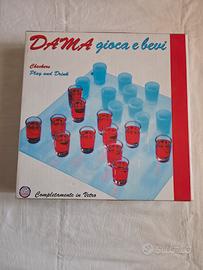 DAMA gioca e bevi
Checkers
Play and Drink
Completamente in Vetro